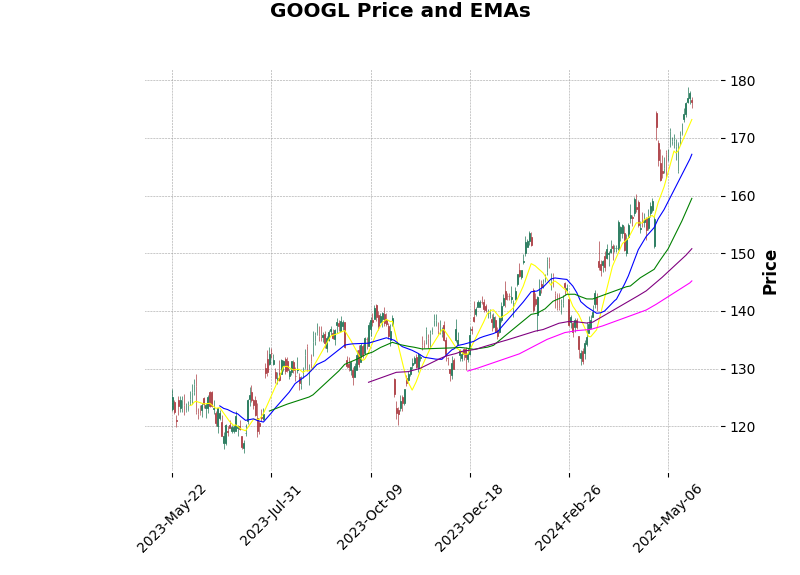 GOOGL Price and EMAs
180
170
160
150
140
130
120
Price
2023-May-22
2023-Jul-31
2023-Oct-09
2023-Dec-18
2024-Feb-26
2024-May-06